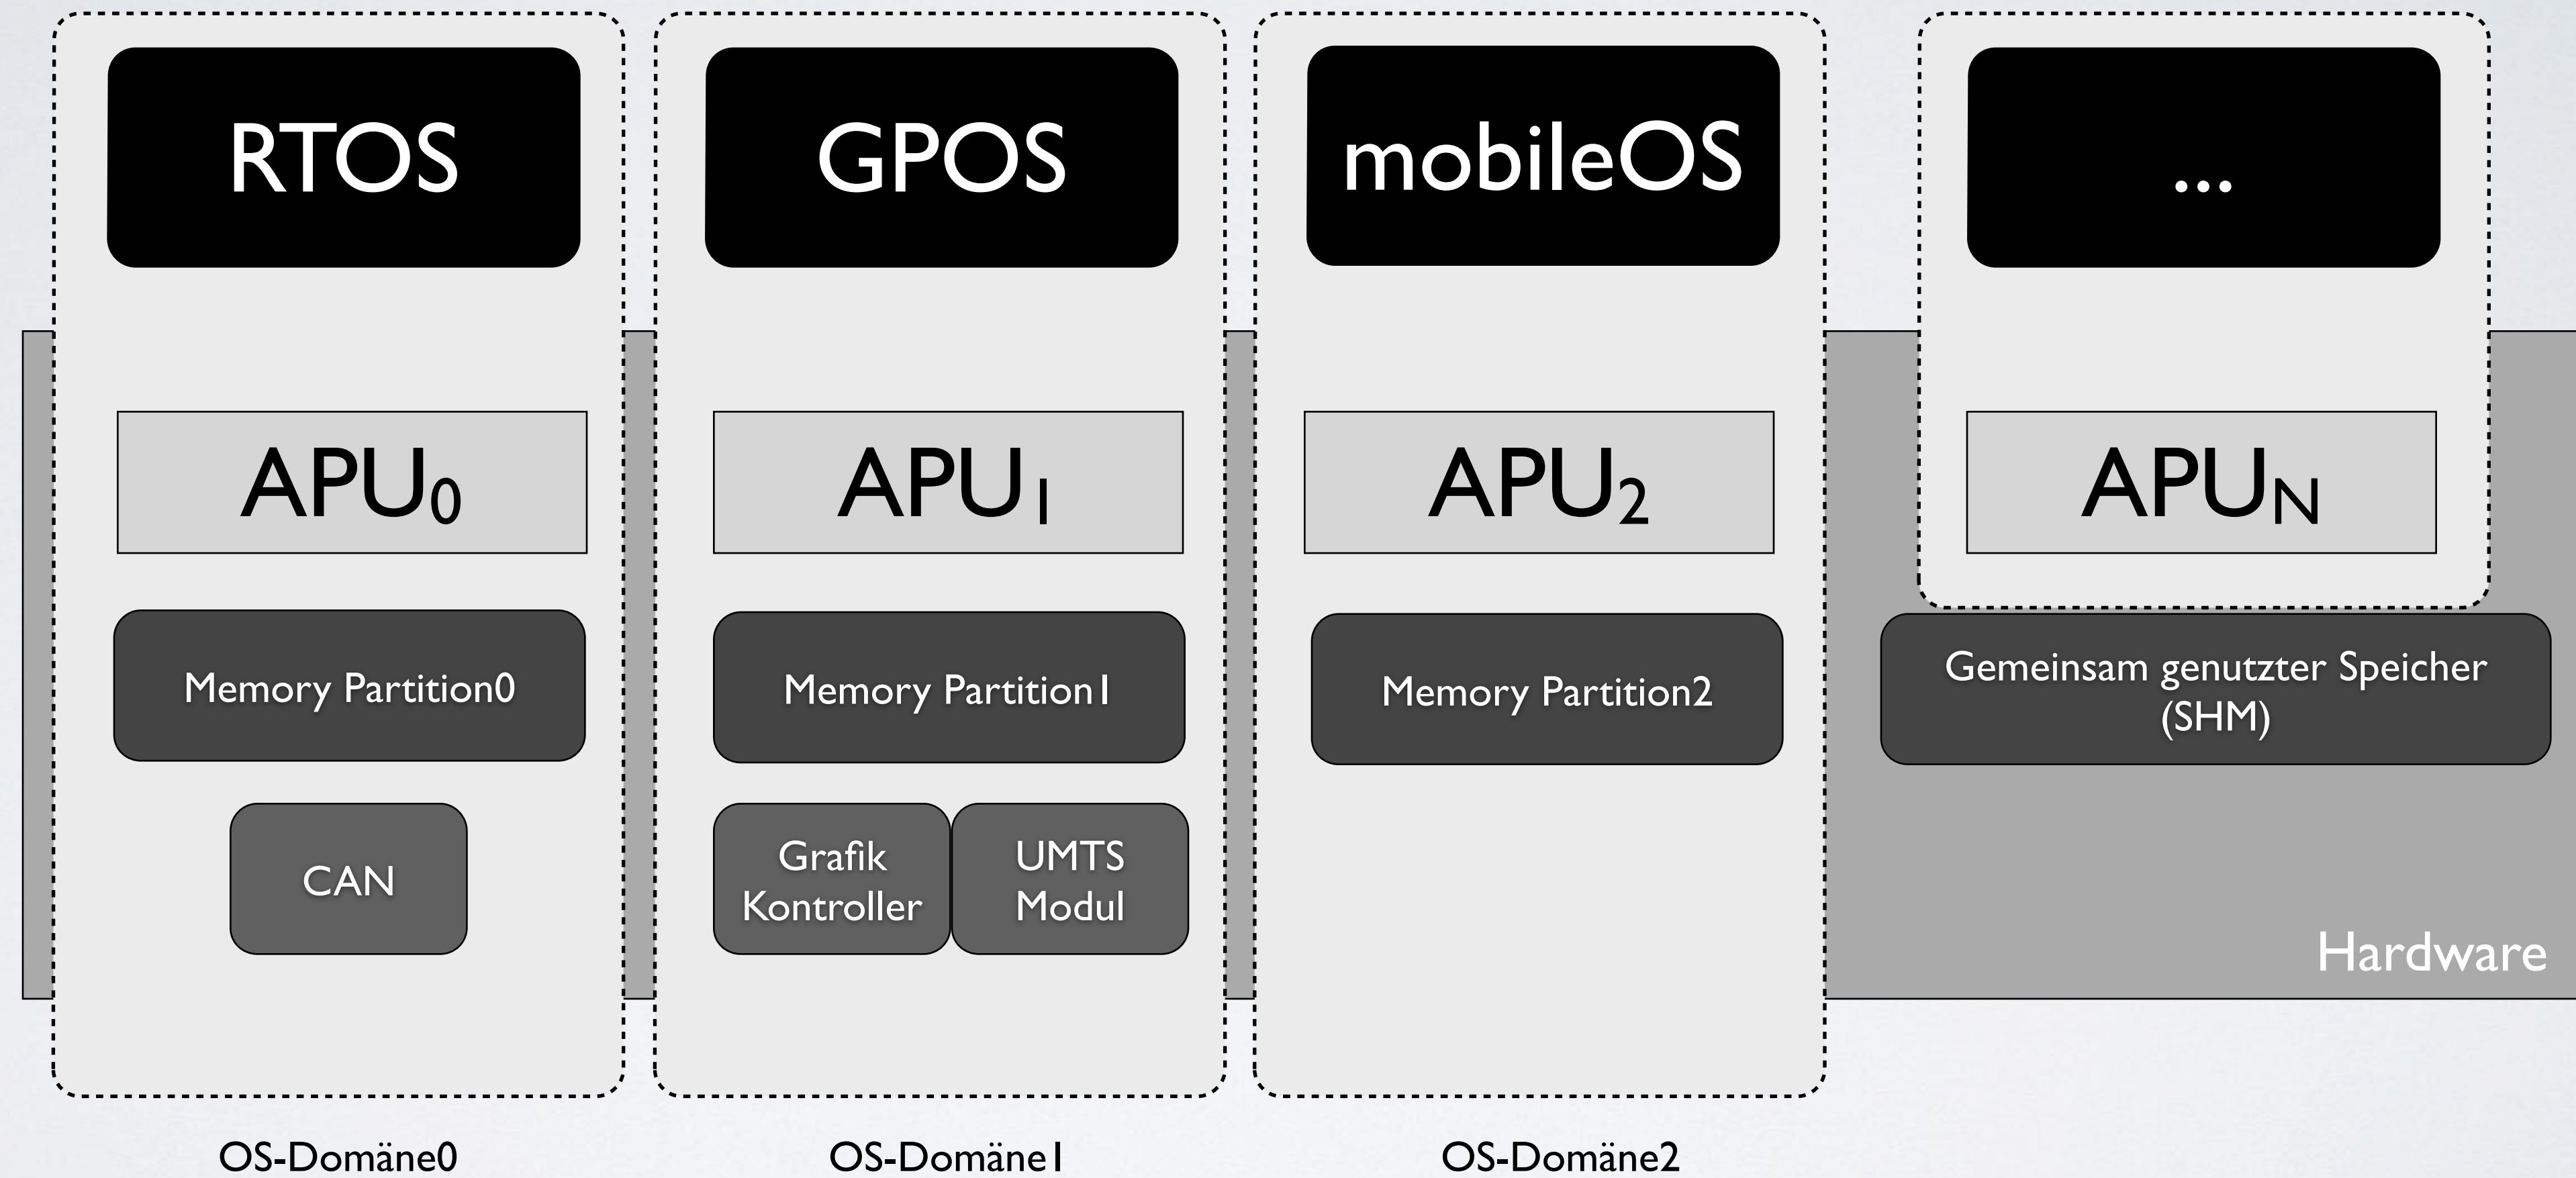 RTOS
GPOS
mobileOS
...
APU0
APU1
APU2
APUN
Memory Partition0
Memory Partition1
Memory Partition2
Gemeinsam genutzter Speicher
(SHM)
CAN
Grafik
Kontroller
UMTS
Modul
Hardware
OS-Domäne0
OS-Domäne1
OS-Domäne2